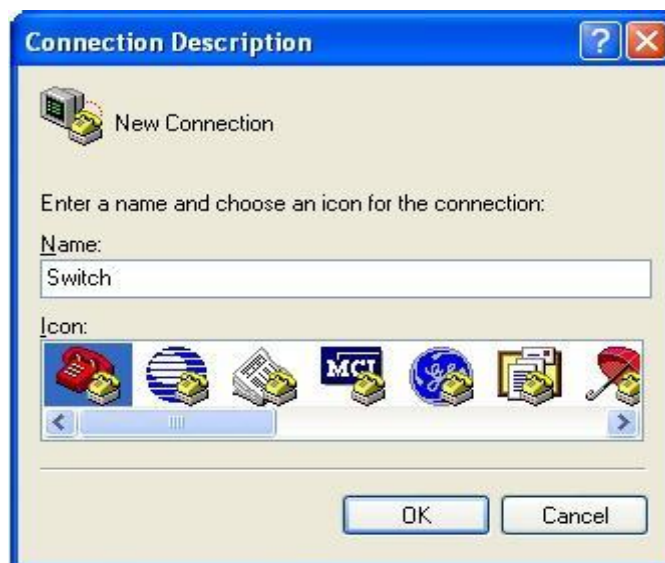 Connection Description
New Connection
Enter a name and choose an icon for the connection:
Name:
Switch
Icon:
MCI
OK Cancel